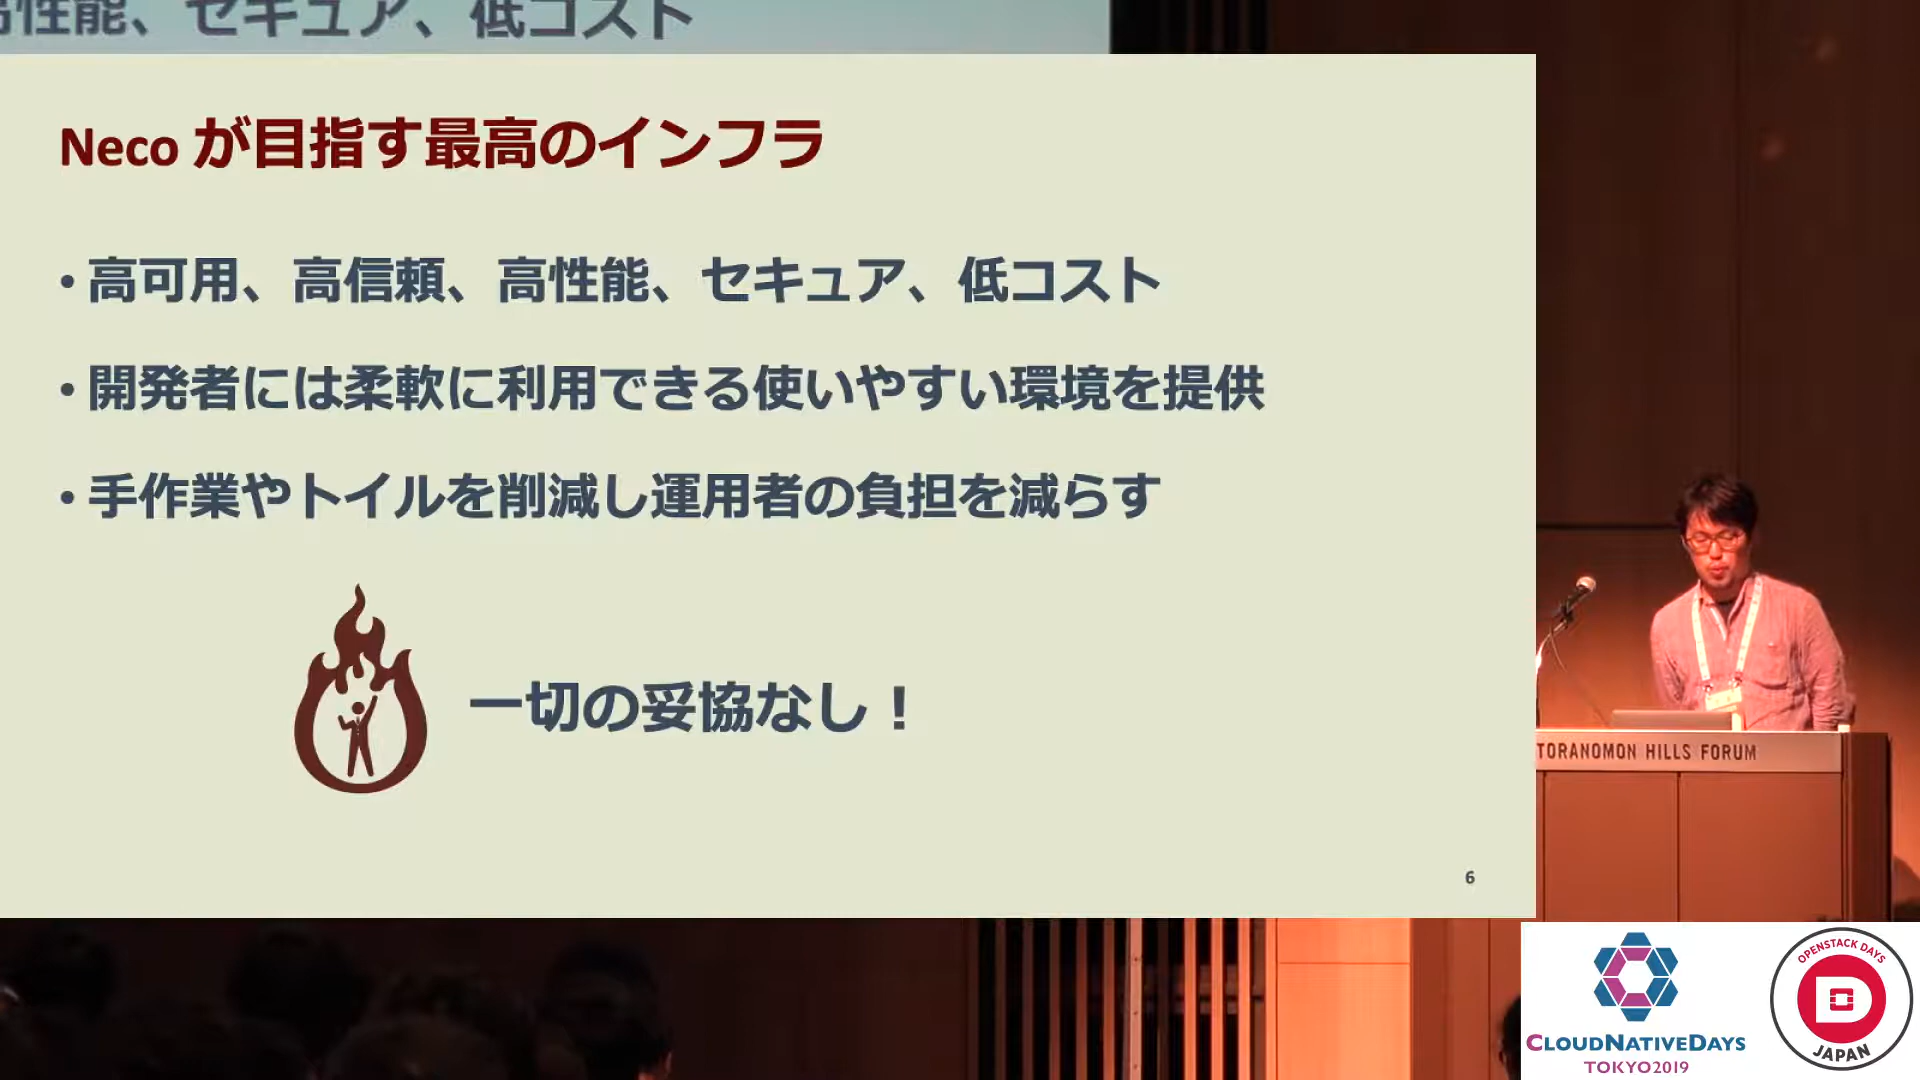 高性能、セキュア、低コスト
Neco が目指す最高のインフラ
• 高可用、高信頼、高性能、セキュア、低コスト
• 開発者には柔軟に利用できる使いやすい環境を提供
• 手作業やトイルを削減し運用者の負担を減らす
一切の妥協なし！
6
TORANOMON HILLS FORUM
CLOUDNATIVEDAYS
TOKYO2019
OPENSTACK DAYS
JAPAN